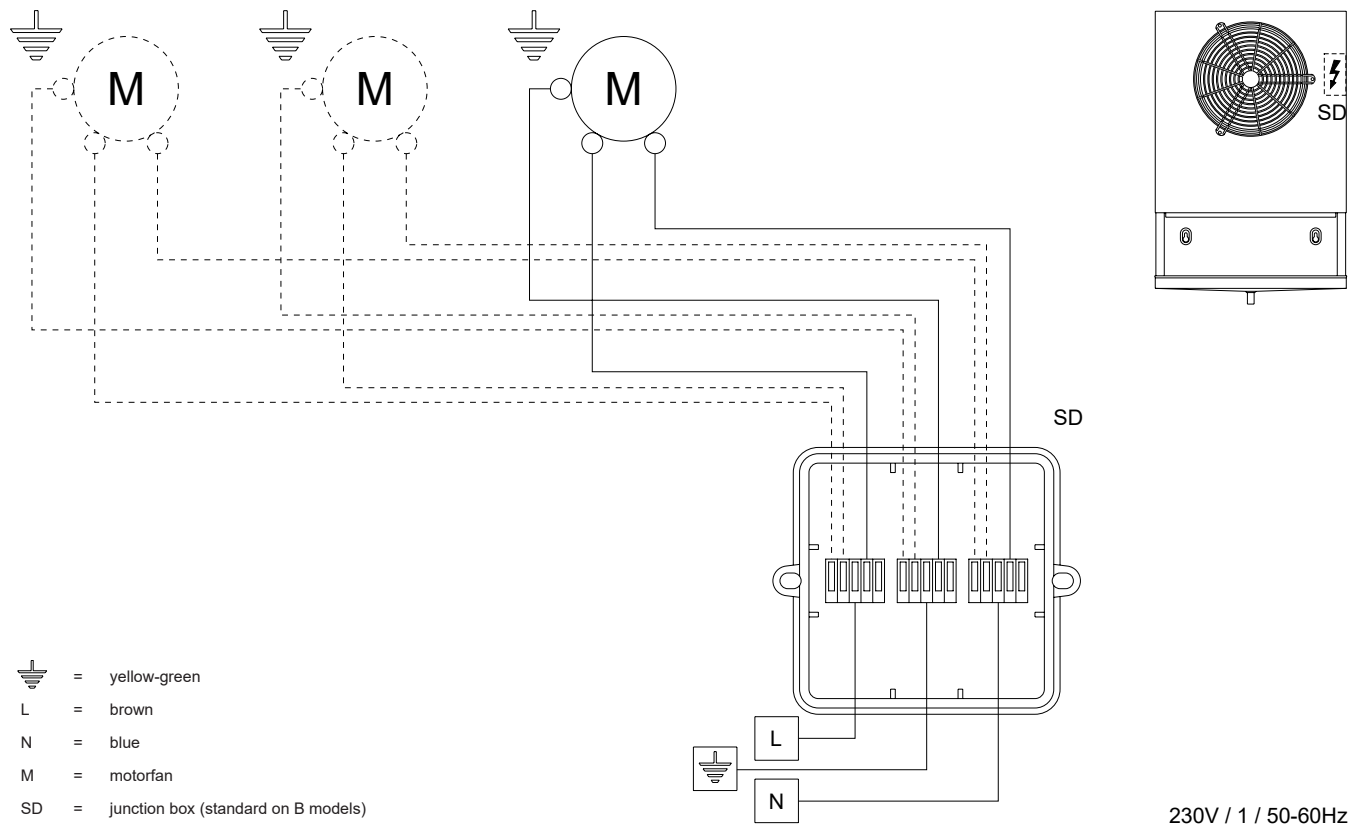 M M M
SD
SD
= yellow-green
L = brown
N = blue
M = motorfan
SD = junction box (standard on B models)
L
N
230V / 1 / 50-60Hz